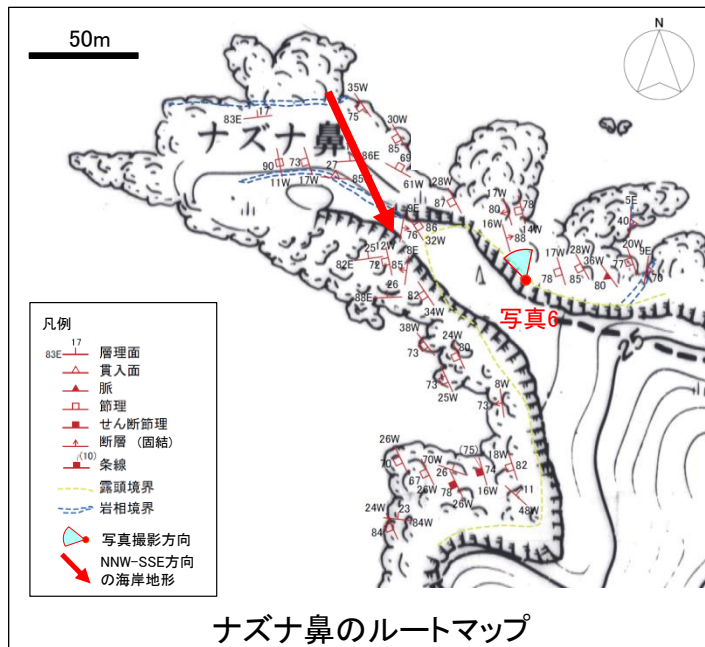 50m
N
35W
75
30W
85
17
83E
ナズナ鼻
86E
69
90
73
27
11W
17W
85
61W
28W
87
7W
80
78
16W
14W
88
5E
40
9E
76
86
32W
8E
12W
25
82E
72
85
26
88E
82
34W
17W
28W
36W
20W
9E
78
85
80
77
70
写真6
25
38W
24W
80
73
73
25W
8W
73
26W
70
70W
(75)
18W
26
74
82
67
26W
78
16W
11
26W
48W
24W
23
84W
84
凡例
17
83E
層理面
貫入面
脈
節理
せん断節理
断層 (固結)
(10)
条線
露頭境界
岩相境界
写真撮影方向
NNW-SSE方向
の海岸地形
ナズナ鼻のルートマップ